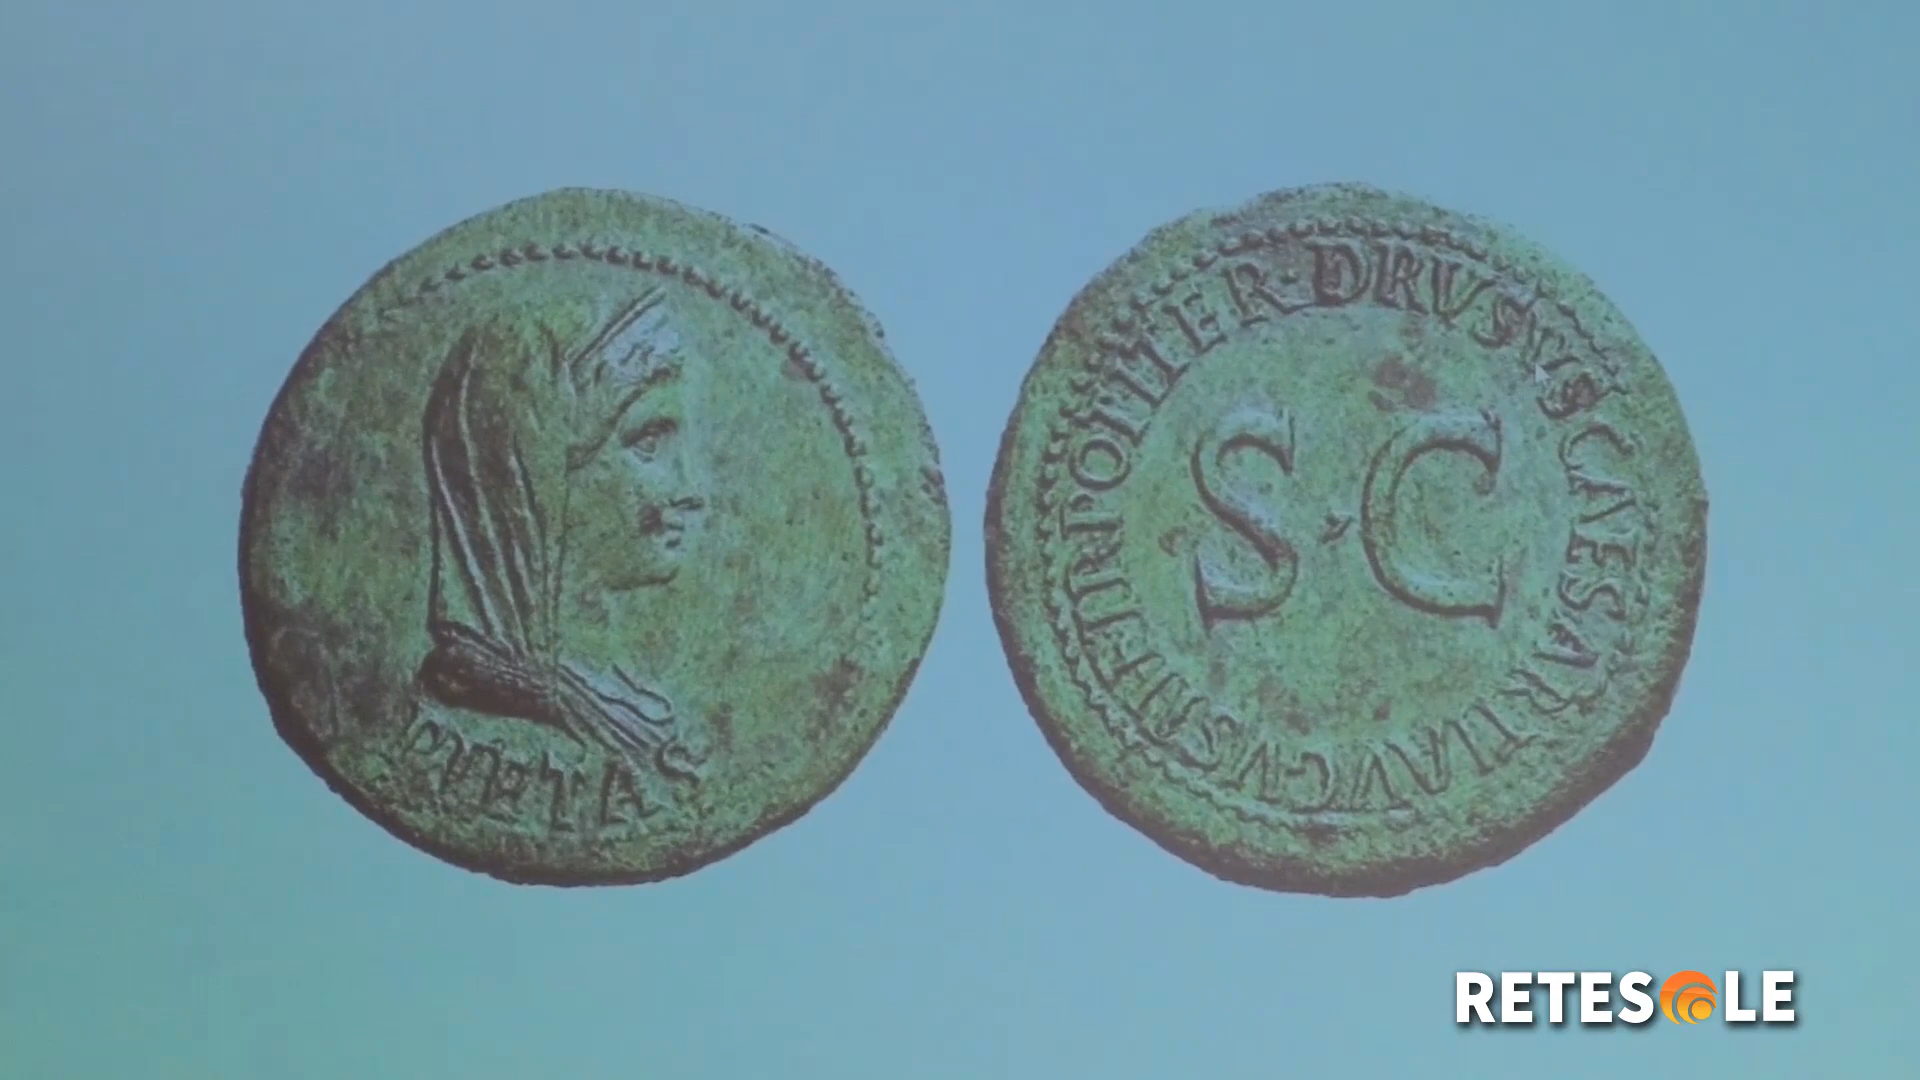 PIETAS
DRVSVS CAESAR TI AVGVSTI F TR POT ITER
S C
RETESOLE